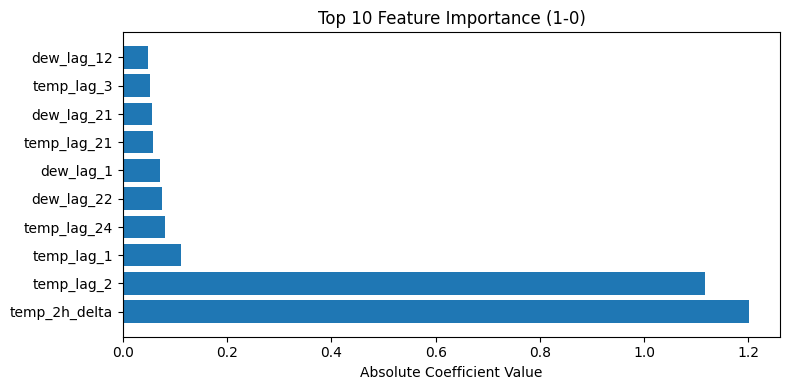 Top 10 Feature Importance (1-0)
dew_lag_12
temp_lag_3
dew_lag_21
temp_lag_21
dew_lag_1
dew_lag_22
temp_lag_24
temp_lag_1
temp_lag_2
temp_2h_delta
0.0 0.2 0.4 0.6 0.8 1.0 1.2
Absolute Coefficient Value